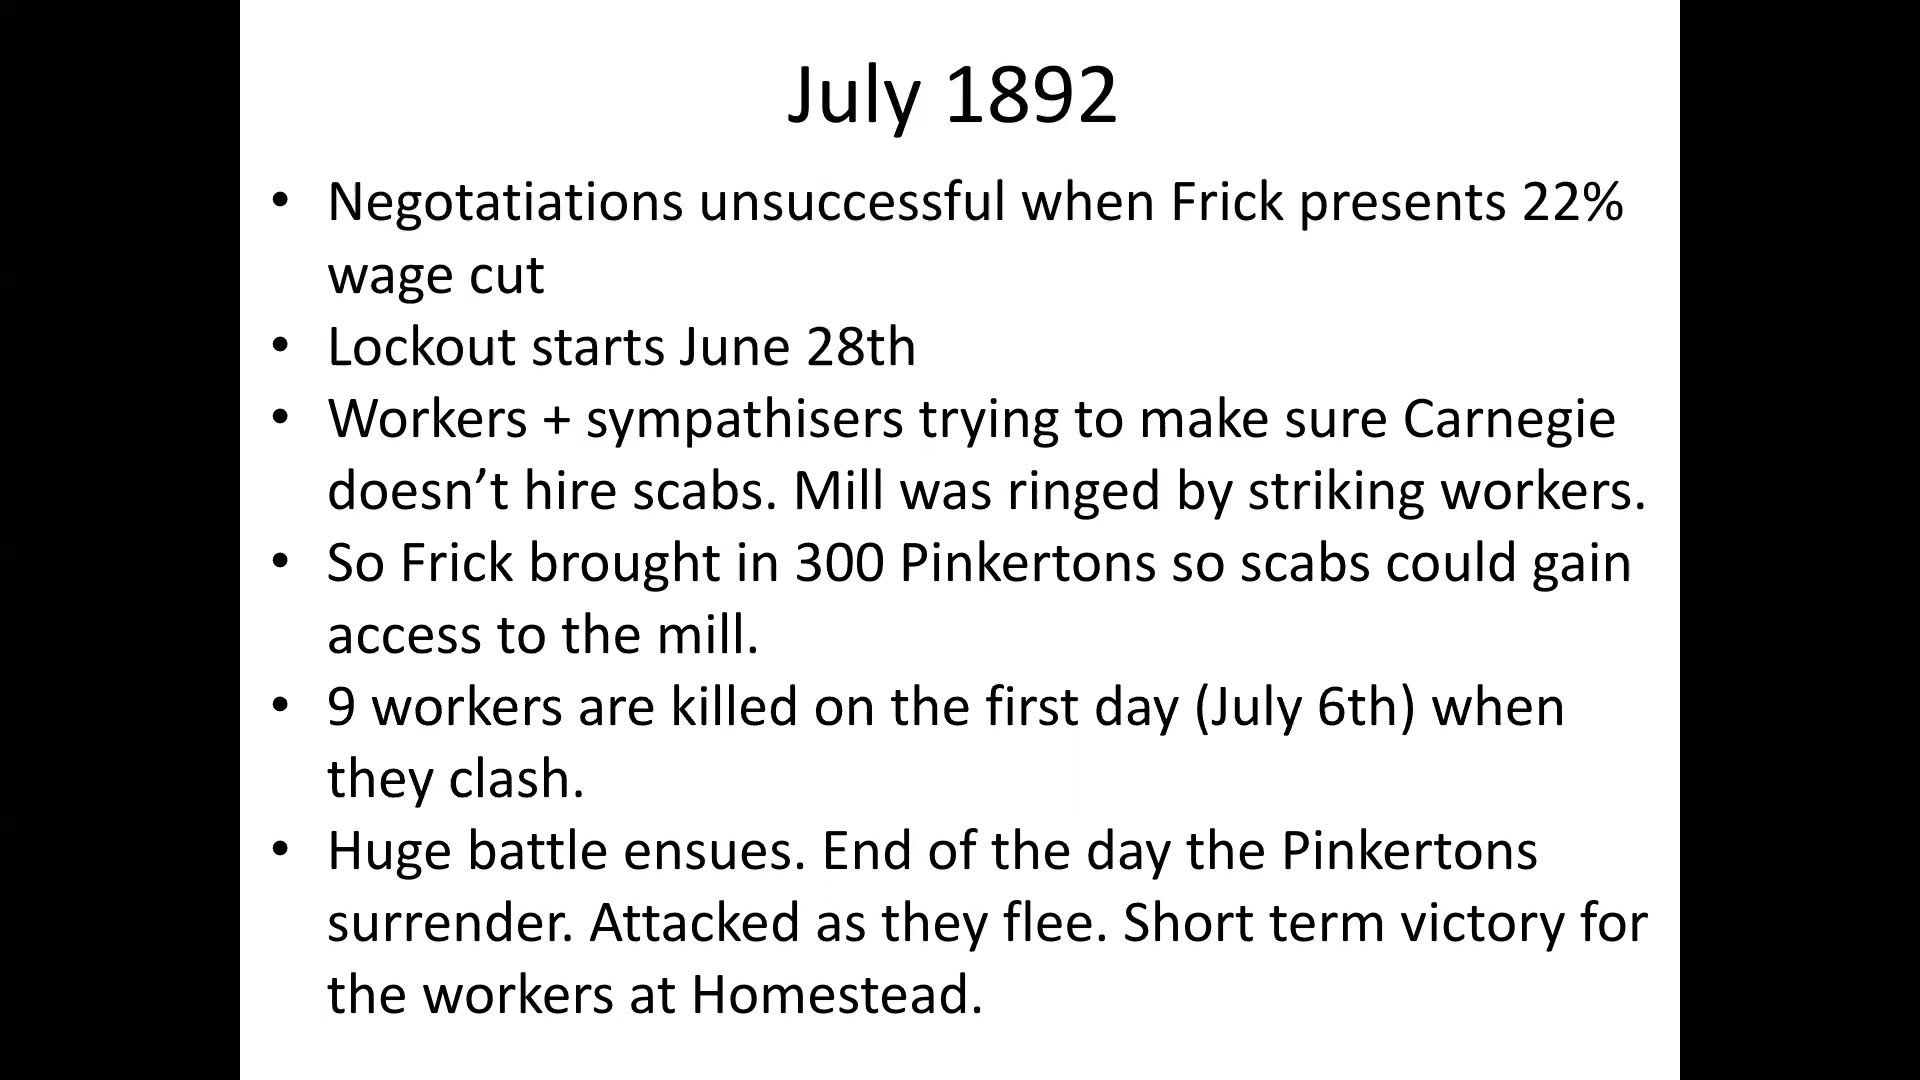 July 1892
• Negotatiations unsuccessful when Frick presents 22%
wage cut
• Lockout starts June 28th
• Workers + sympathisers trying to make sure Carnegie
doesn’t hire scabs. Mill was ringed by striking workers.
• So Frick brought in 300 Pinkertons so scabs could gain
access to the mill.
• 9 workers are killed on the first day (July 6th) when
they clash.
• Huge battle ensues. End of the day the Pinkertons
surrender. Attacked as they flee. Short term victory for
the workers at Homestead.